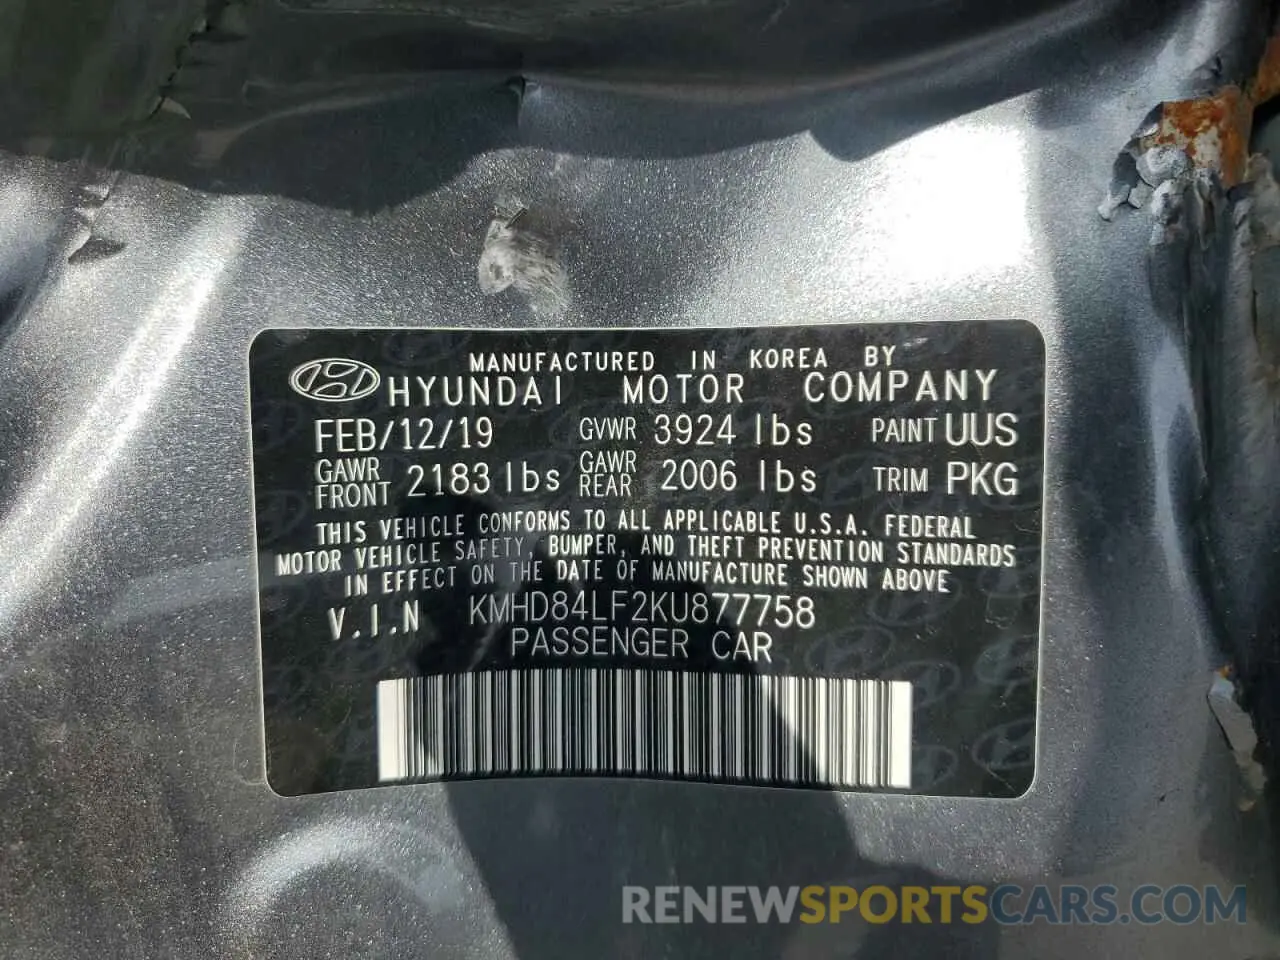 MANUFACTURED IN KOREA BY
HYUNDAI MOTOR COMPANY
FEB/12/19 GVWR 3924 lbs PAINT UUS
GAWR FRONT 2183 lbs GAWR REAR 2006 lbs TRIM PKG
THIS VEHICLE CONFORMS TO ALL APPLICABLE U.S.A. FEDERAL
MOTOR VEHICLE SAFETY, BUMPER, AND THEFT PREVENTION STANDARDS
IN EFFECT ON THE DATE OF MANUFACTURE SHOWN ABOVE
V.I.N KMHD84LF2KU877758
PASSENGER CAR
RENEWSPORTSCARS.COM